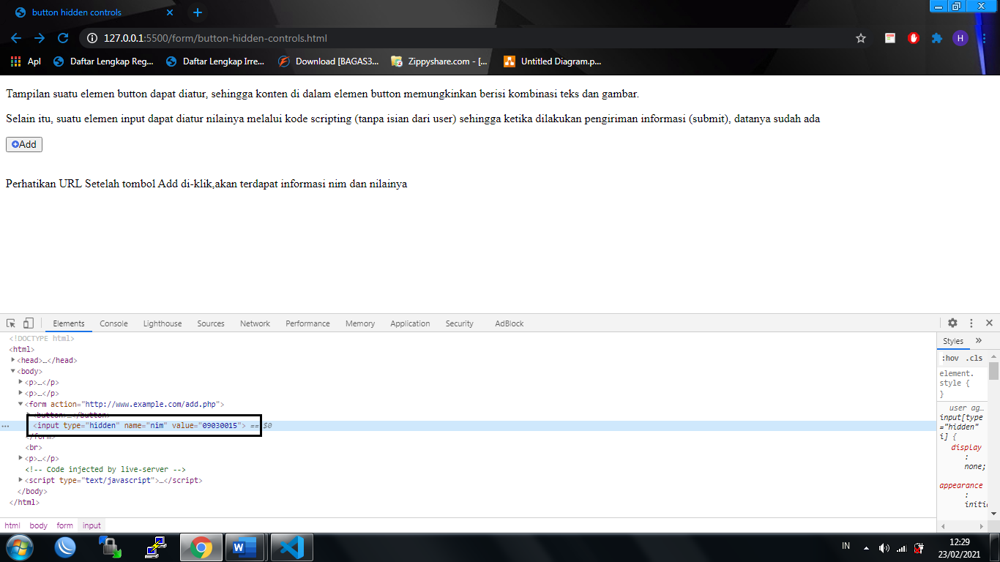 button hidden controls
127.0.0.1:5500/form/button-hidden-controls.html
H
Apl
Daftar Lengkap Reg...
Daftar Lengkap Irre...
Download [BAGAS3...
Zippyshare.com - [...
Untitled Diagram.p...
Tampilan suatu elemen button dapat diatur, sehingga konten di dalam elemen button memungkinkan berisi kombinasi teks dan gambar.
Selain itu, suatu elemen input dapat diatur nilainya melalui kode scripting (tanpa isian dari user) sehingga ketika dilakukan pengiriman informasi (submit), datanya sudah ada
Add
Perhatikan URL Setelah tombol Add di-klik,akan terdapat informasi nim dan nilainya
Elements Console Lighthouse Sources Network Performance Memory Application Security AdBlock
<!DOCTYPE html>
<html>
<head>…</head>
<body>
<p>…</p>
<p>…</p>
<form action="http://www.example.com/add.php">
<button>…</button>
<input type="hidden" name="nim" value="09030015"> == $0
</form>
<br>
<p>…</p>
<!-- Code injected by live-server -->
<script type="text/javascript">…</script>
</body>
</html>
html body form input
Styles
:hov .cls
element.
style {
}
user ag…
input[type
="hidden"
i] {
display
:
none;
appearance
:
initi
IN
12:29
23/02/2021